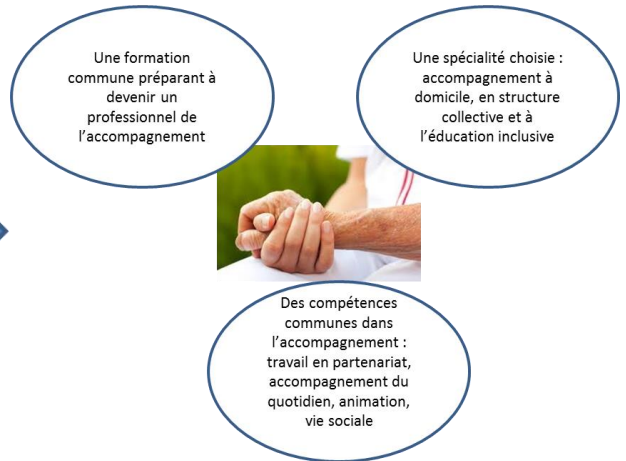 Une formation
commune préparant à
devenir un
professionnel de
l'accompagnement
Une spécialité choisie :
accompagnement à
domicile, en structure
collective et à
l'éducation inclusive
Des compétences
communes dans
l'accompagnement :
travail en partenariat,
accompagnement du
quotidien, animation,
vie sociale